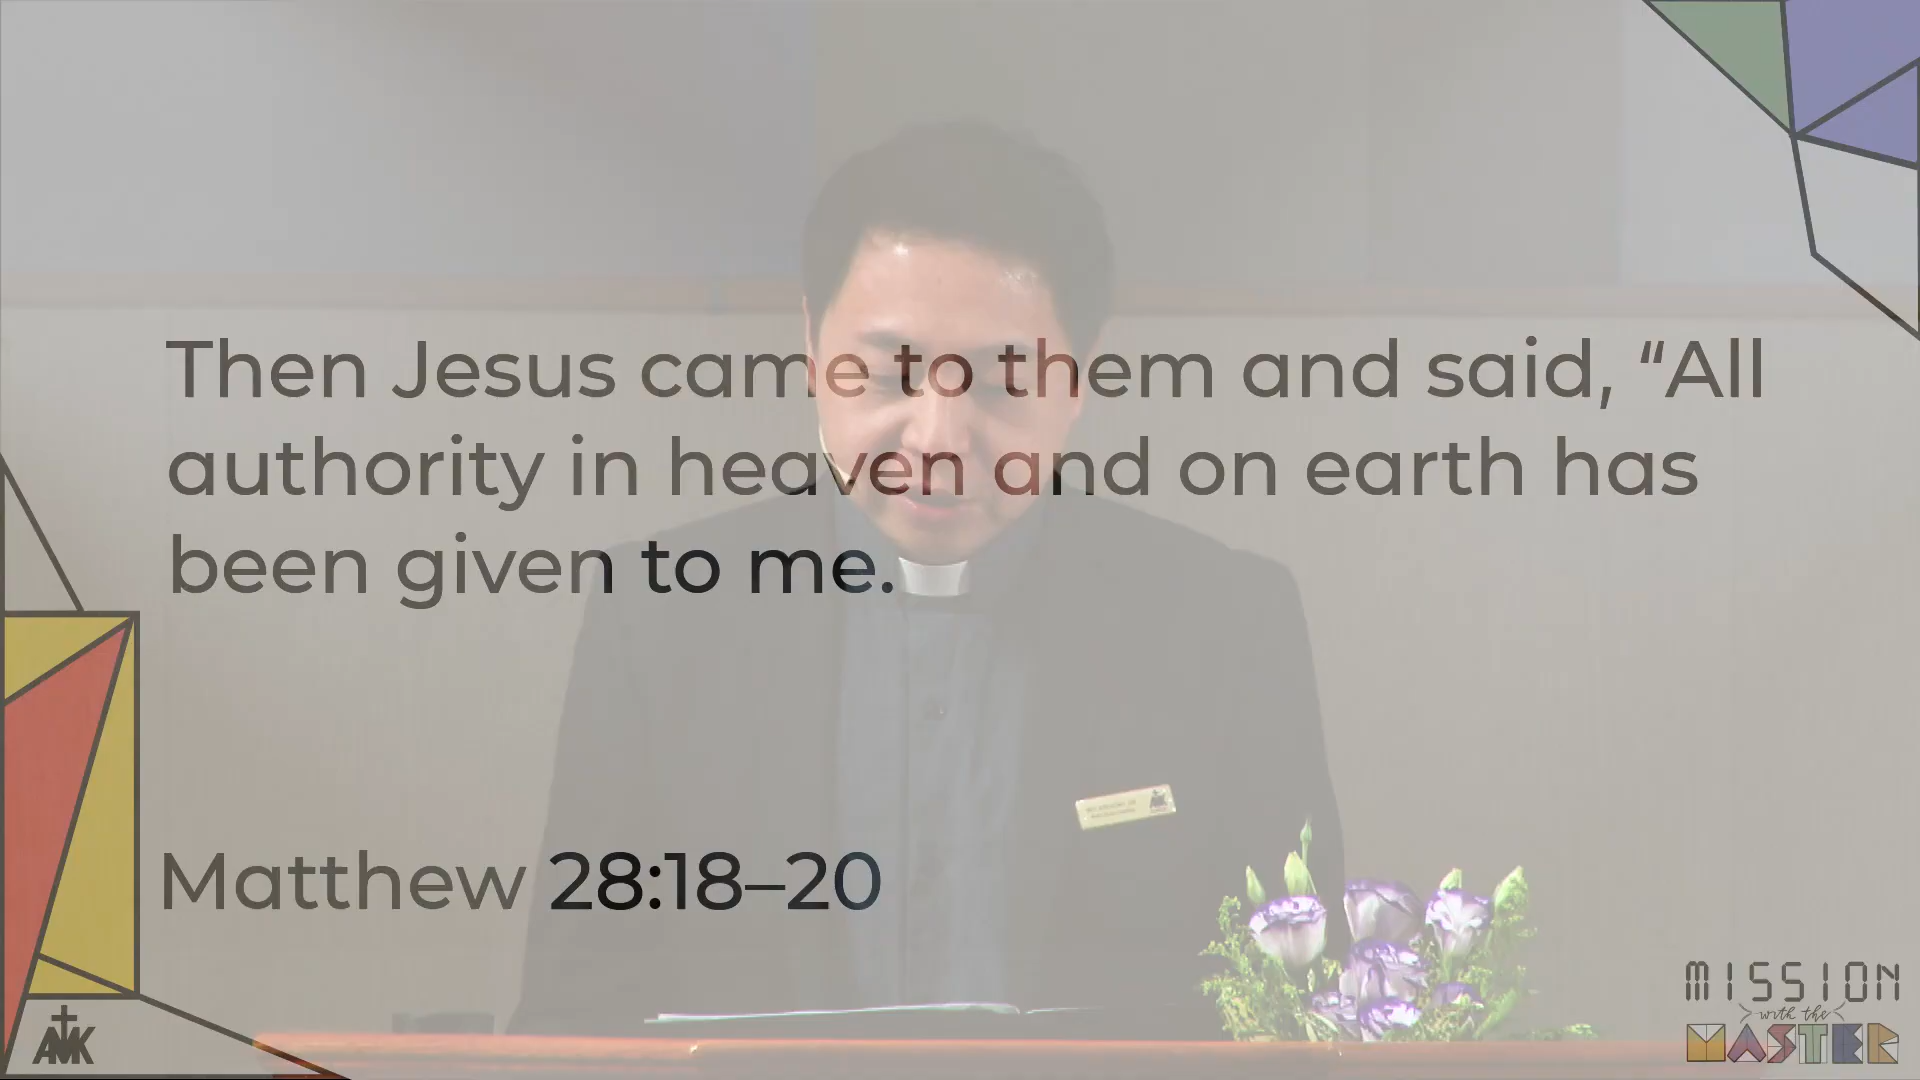 Then Jesus came to them and said, “All
authority in heaven and on earth has
been given to me.
Matthew 28:18–20
AMK
MISSION
with the
MASTER